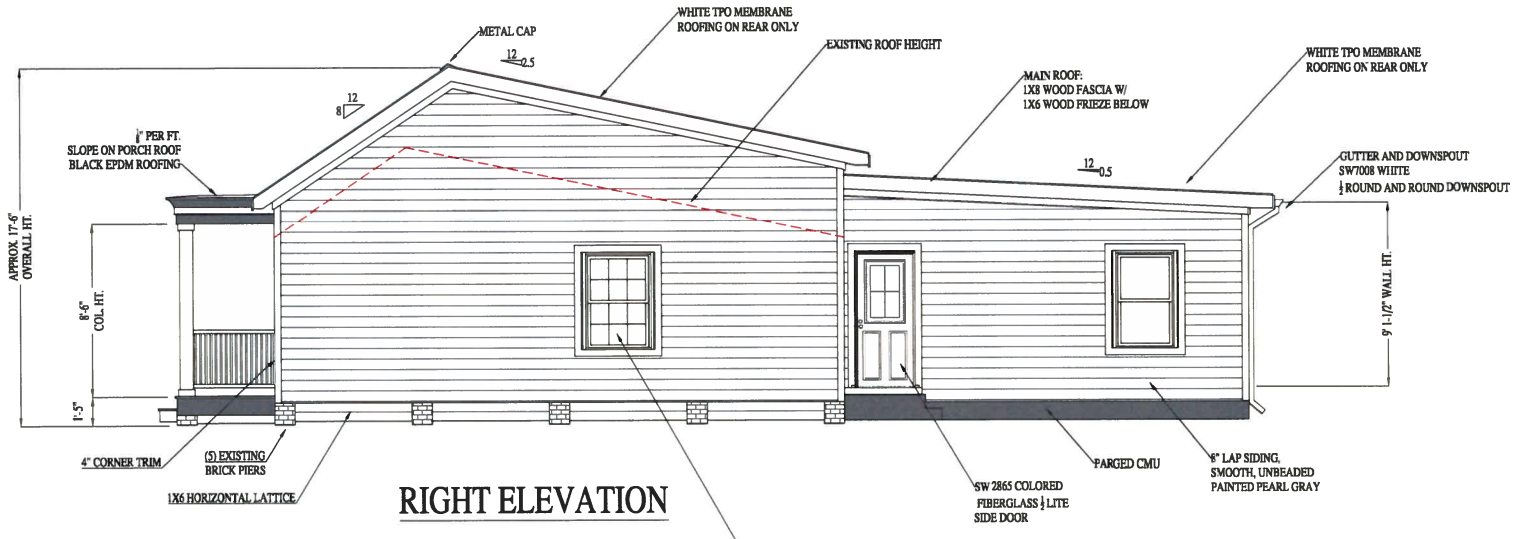 METAL CAP
WHITE TPO MEMBRANE
ROOFING ON REAR ONLY
EXISTING ROOF HEIGHT
12
2.5
12
8
MAIN ROOF:
1X8 WOOD FASCIA W/
1X6 WOOD FRIEZE BELOW
WHITE TPO MEMBRANE
ROOFING ON REAR ONLY
PER FT.
SLOPE ON PORCH ROOF
BLACK EPDM ROOFING
12
0.5
GUTTER AND DOWNSPOUT
SW7008 WHITE
½ ROUND AND ROUND DOWNSPOUT
APPROX. 17'-6"
OVERALL HT.
8'-6"
COL. HT.
1'-5"
9' 1-1/2" WALL HT.
4" CORNER TRIM
(5) EXISTING
BRICK PIERS
1X6 HORIZONTAL LATTICE
PARGED CMU
8" LAP SIDING,
SMOOTH, UNBEADED
PAINTED PEARL GRAY
SW 2865 COLORED
FIBERGLASS ½ LITE
SIDE DOOR
RIGHT ELEVATION